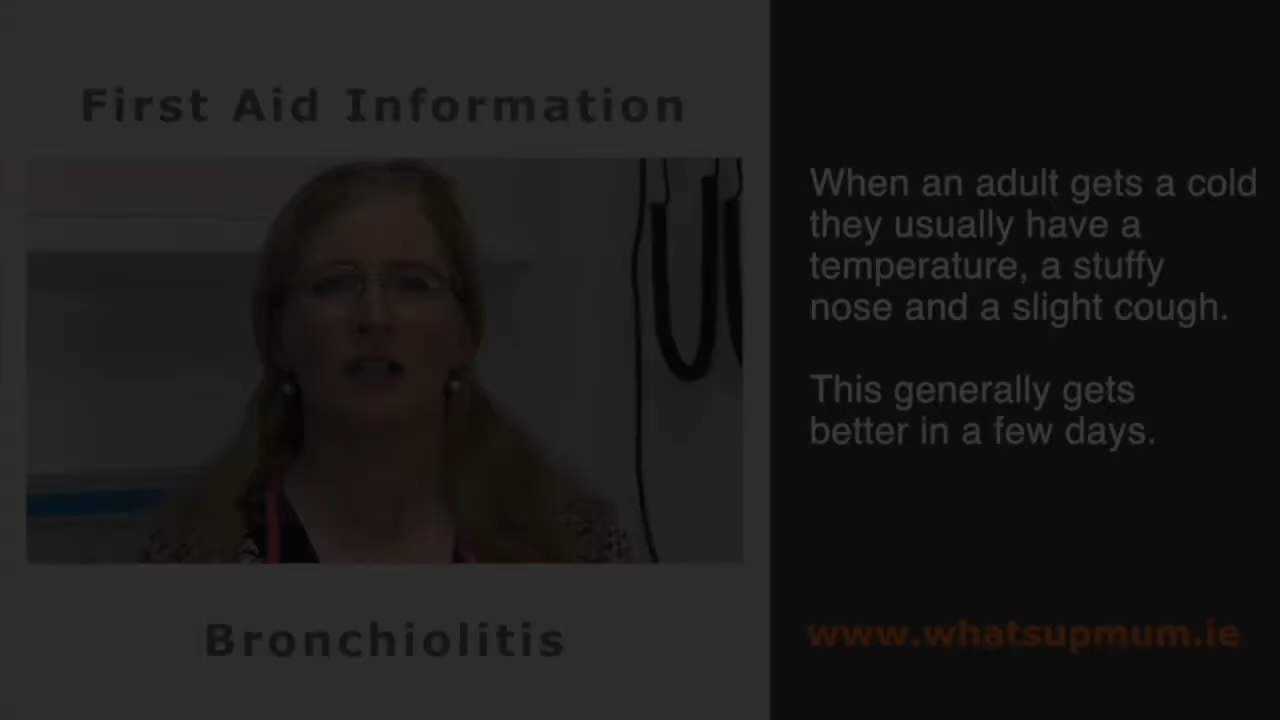 First Aid Information
When an adult gets a cold
they usually have a
temperature, a stuffy
nose and a slight cough.
This generally gets
better in a few days.
Bronchiolitis
www.whatsupmum.ie